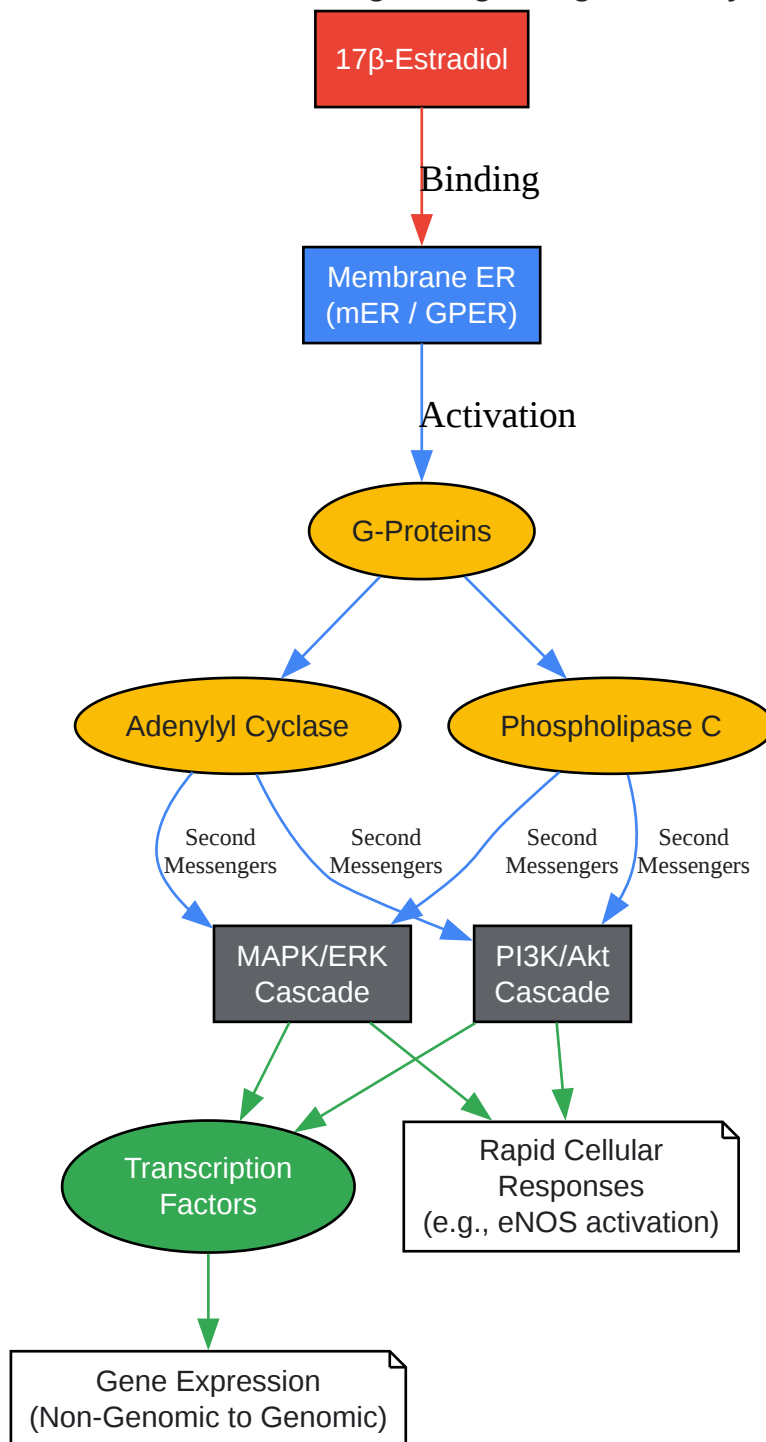 17β-Estradiol
Binding
Membrane ER
(mER / GPER)
Activation
G-Proteins
Adenylyl Cyclase
Phospholipase C
Second
Messengers
Second
Messengers
Second
Messengers
Second
Messengers
MAPK/ERK
Cascade
PI3K/Akt
Cascade
Transcription
Factors
Rapid Cellular
Responses
(e.g., eNOS activation)
Gene Expression
(Non-Genomic to Genomic)